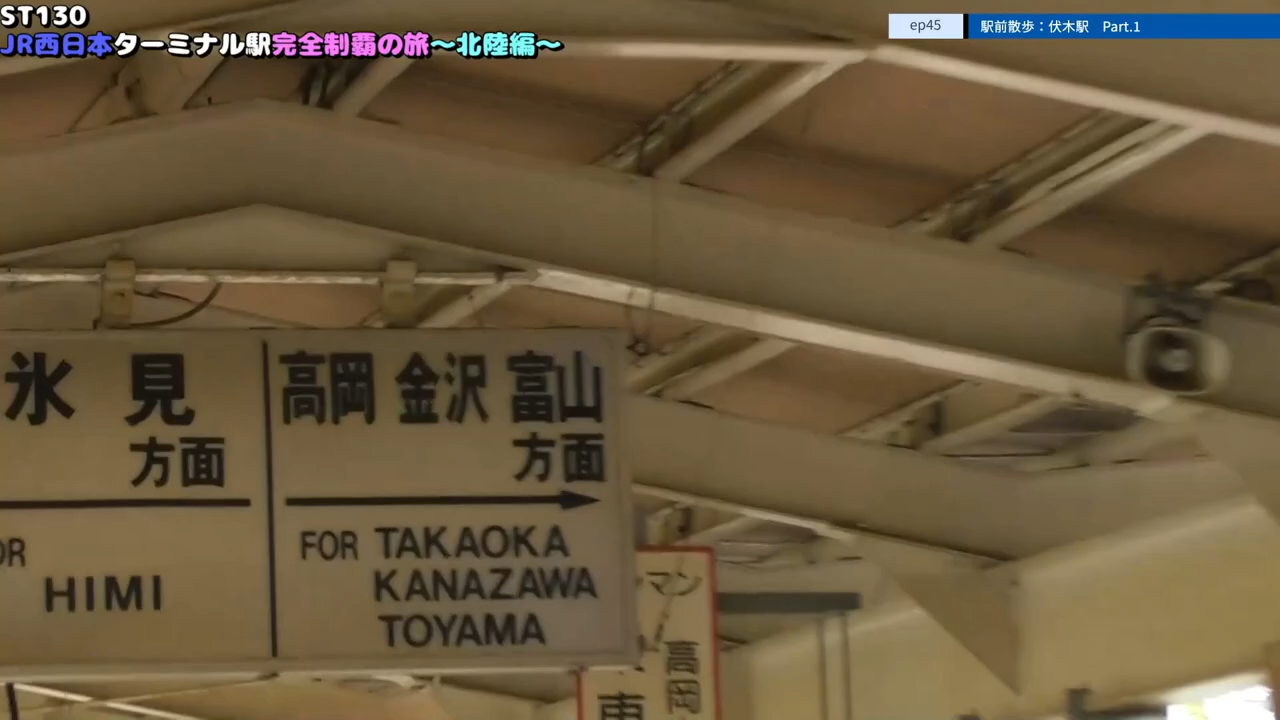 ST130
JR西日本ターミナル駅完全制覇の旅～北陸編～
ep45
駅前散歩：伏木駅 Part.1
氷見
方面
HIMI
高岡 金沢 富山
方面
FOR TAKAOKA
KANAZAWA
TOYAMA
マン
高岡